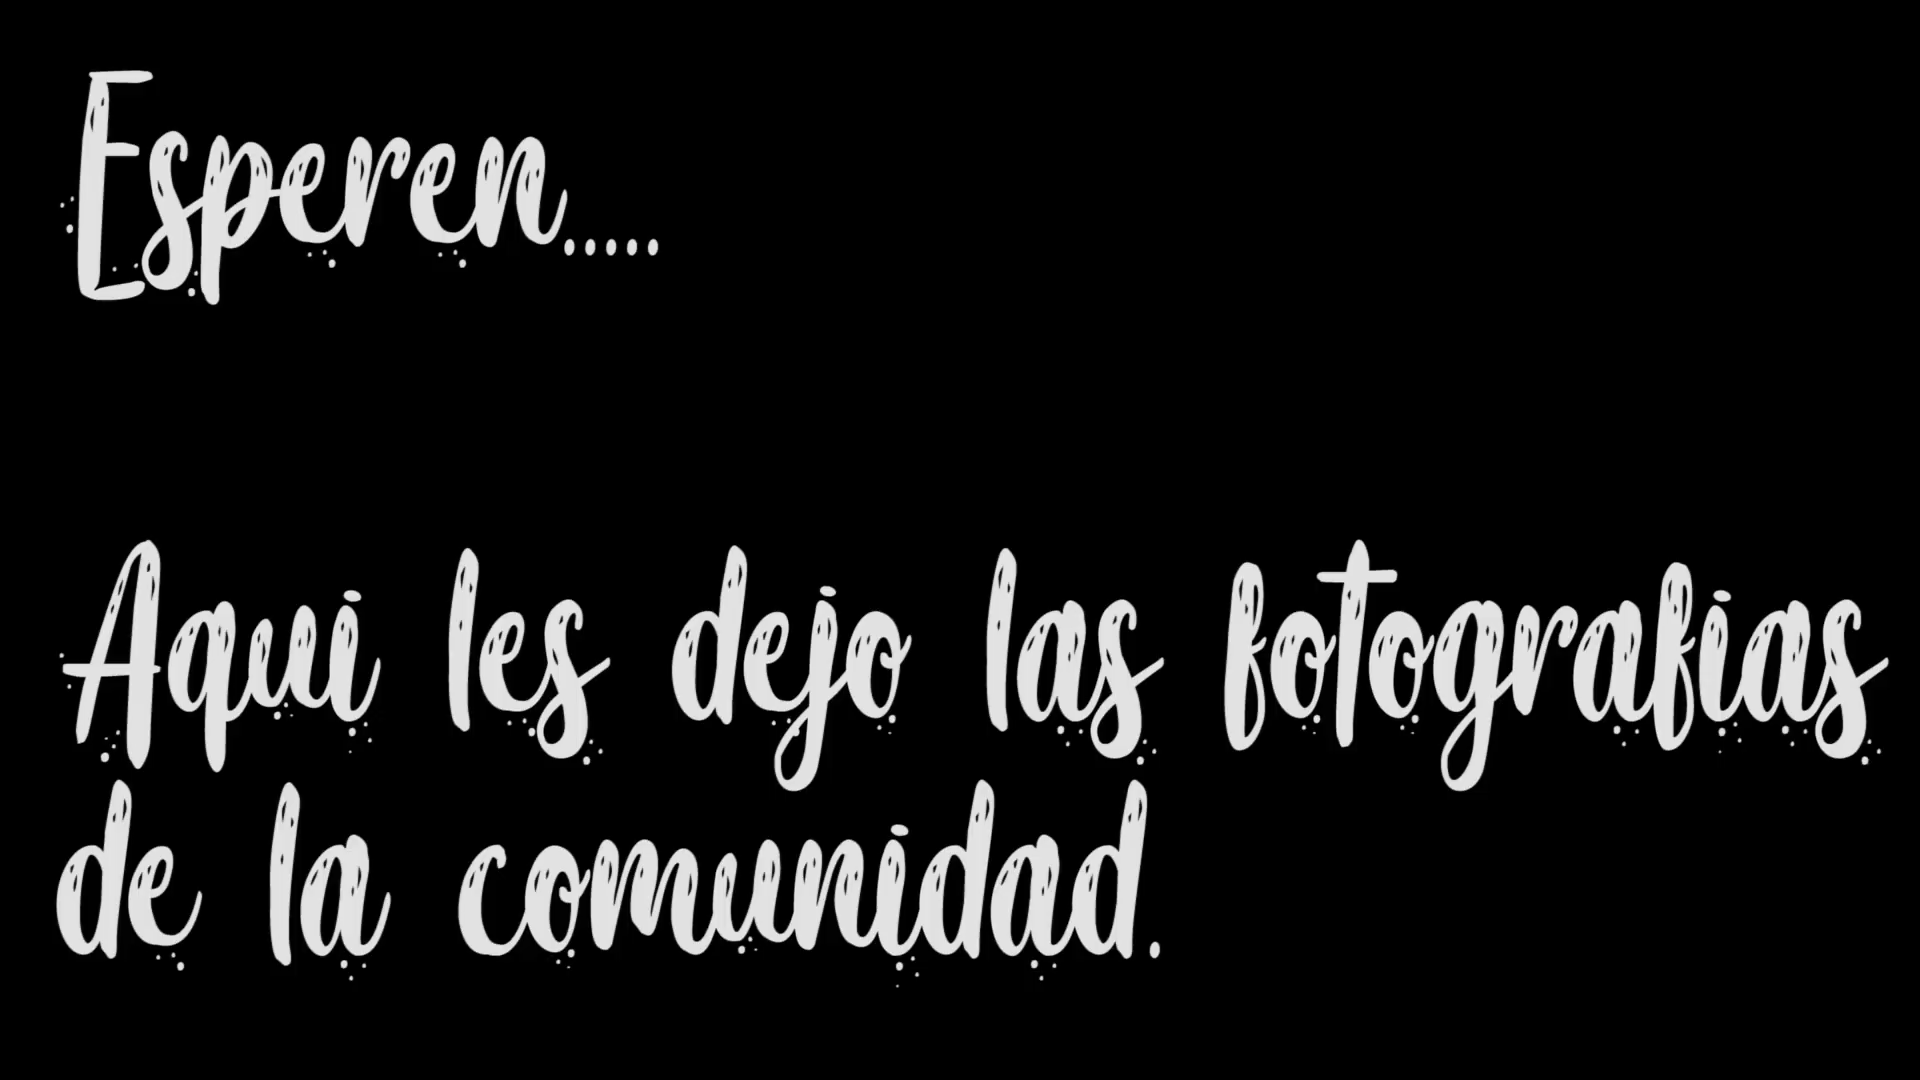 Esperen.....
Aqui les dejo las fotografias
de la comunidad.